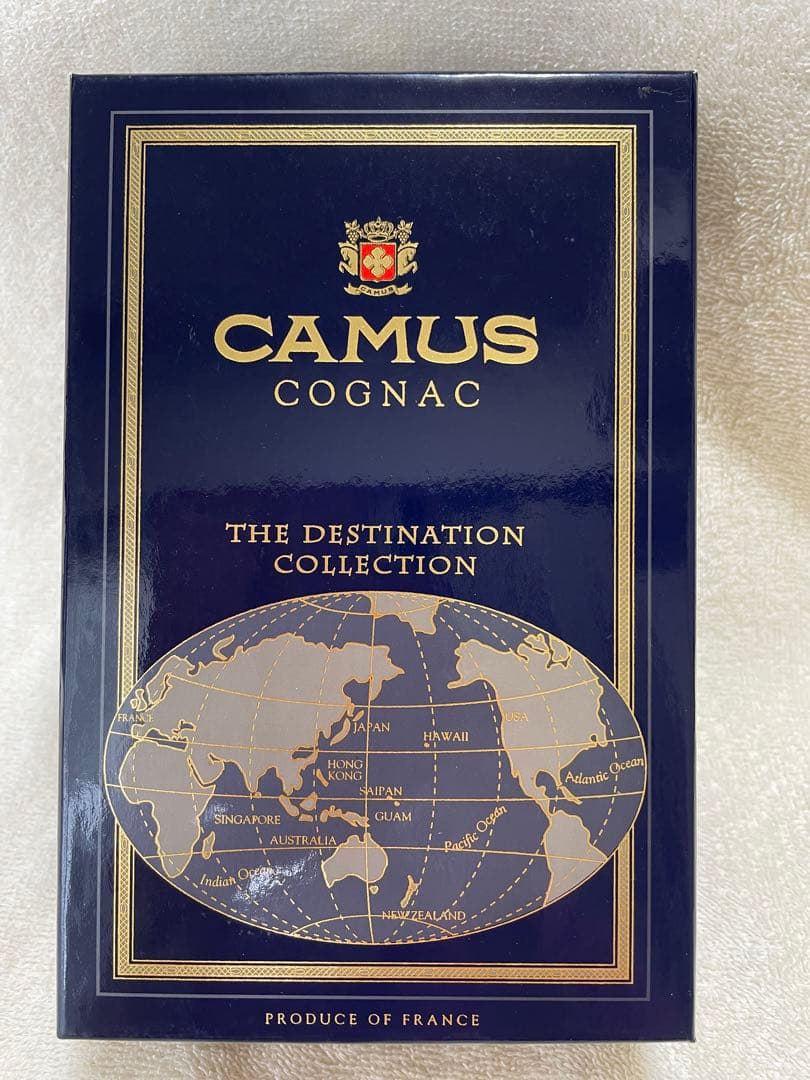 CAMUS
CAMUS
COGNAC
THE DESTINATION
COLLECTION
FRANCE
JAPAN
HAWAII
USA
HONG
KONG
Atlantic Ocean
SAIPAN
SINGAPORE
GUAM
Pacific Ocean
AUSTRALIA
Indian Ocean
NEW ZEALAND
PRODUCE OF FRANCE